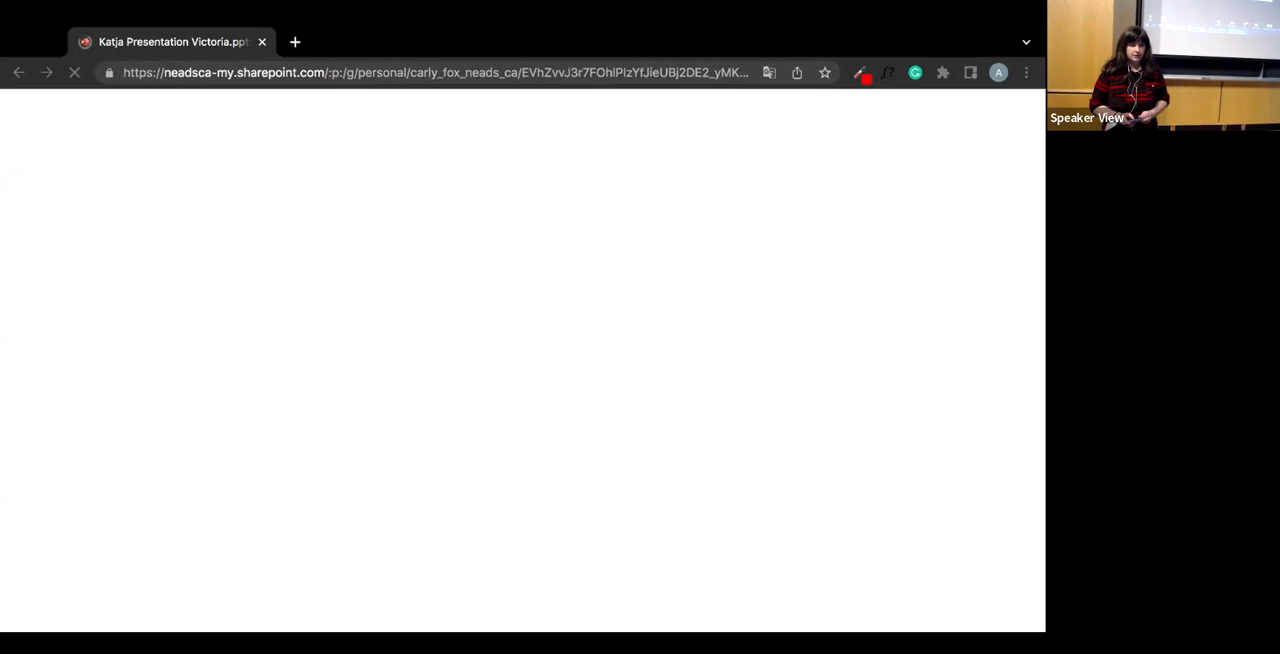 Katja Presentation Victoria.ppt
https://neadsca-my.sharepoint.com/:p:/g/personal/carly_fox_neads_ca/EVhZvvJ3r7FOhlPlzYfJieUBj2DE2_yMK...
f?
A
Speaker View